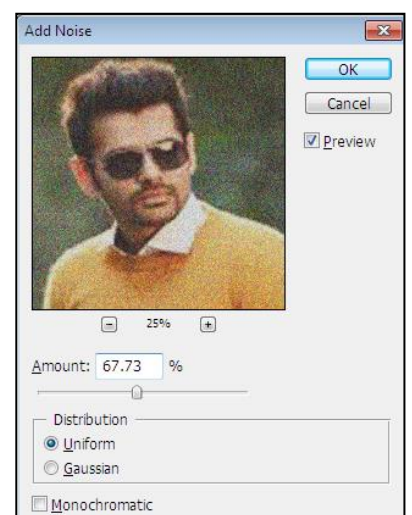 Add Noise
OK
Cancel
Preview
25%
Amount: 67.73 %
Distribution
Uniform
Gaussian
Monochromatic